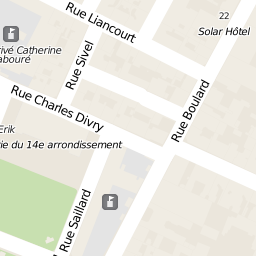 Rue Liancourt
22
Solar Hôtel
Rue Sivel
ivé Catherine
abouré
Rue Charles Divry
Rue Boulard
Erik
ie du 14e arrondissement
Rue Saillard